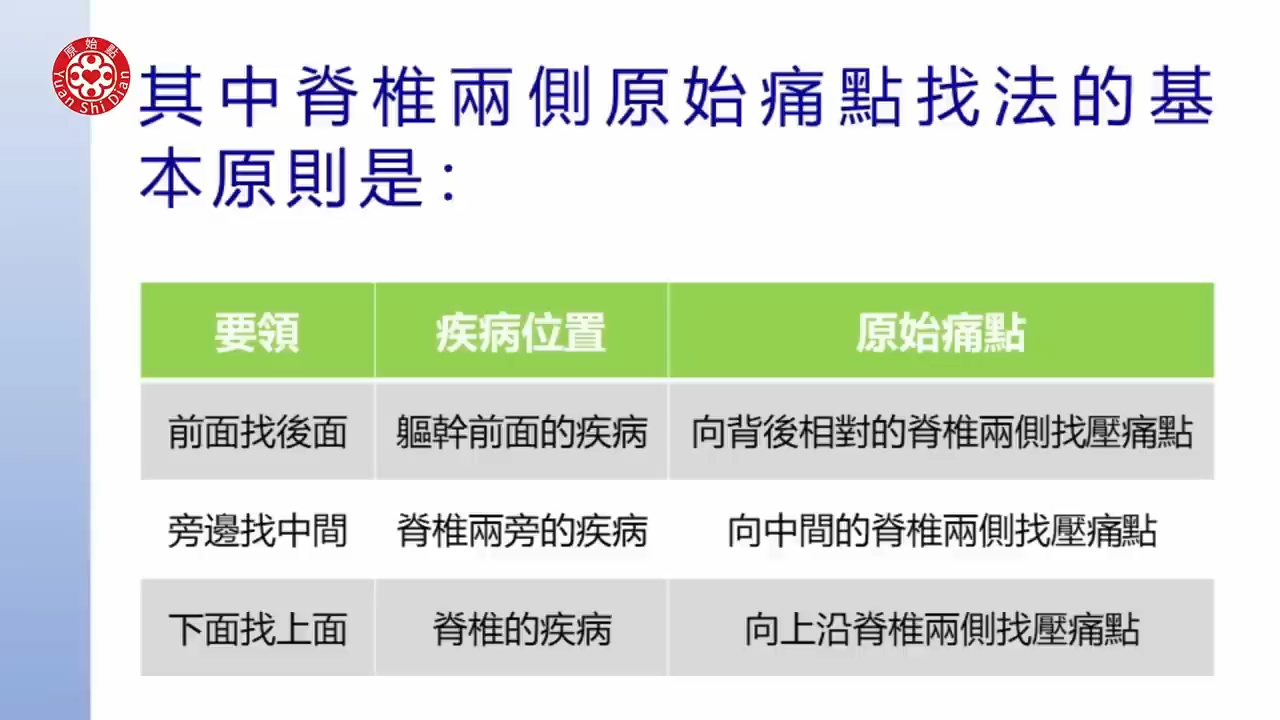 原始點
Yuan Shi Dian
其中脊椎兩側原始痛點找法的基
本原則是：
要領 疾病位置 原始痛點
前面找後面 軀幹前面的疾病 向背後相對的脊椎兩側找壓痛點
旁邊找中間 脊椎兩旁的疾病 向中間的脊椎兩側找壓痛點
下面找上面 脊椎的疾病 向上沿脊椎兩側找壓痛點